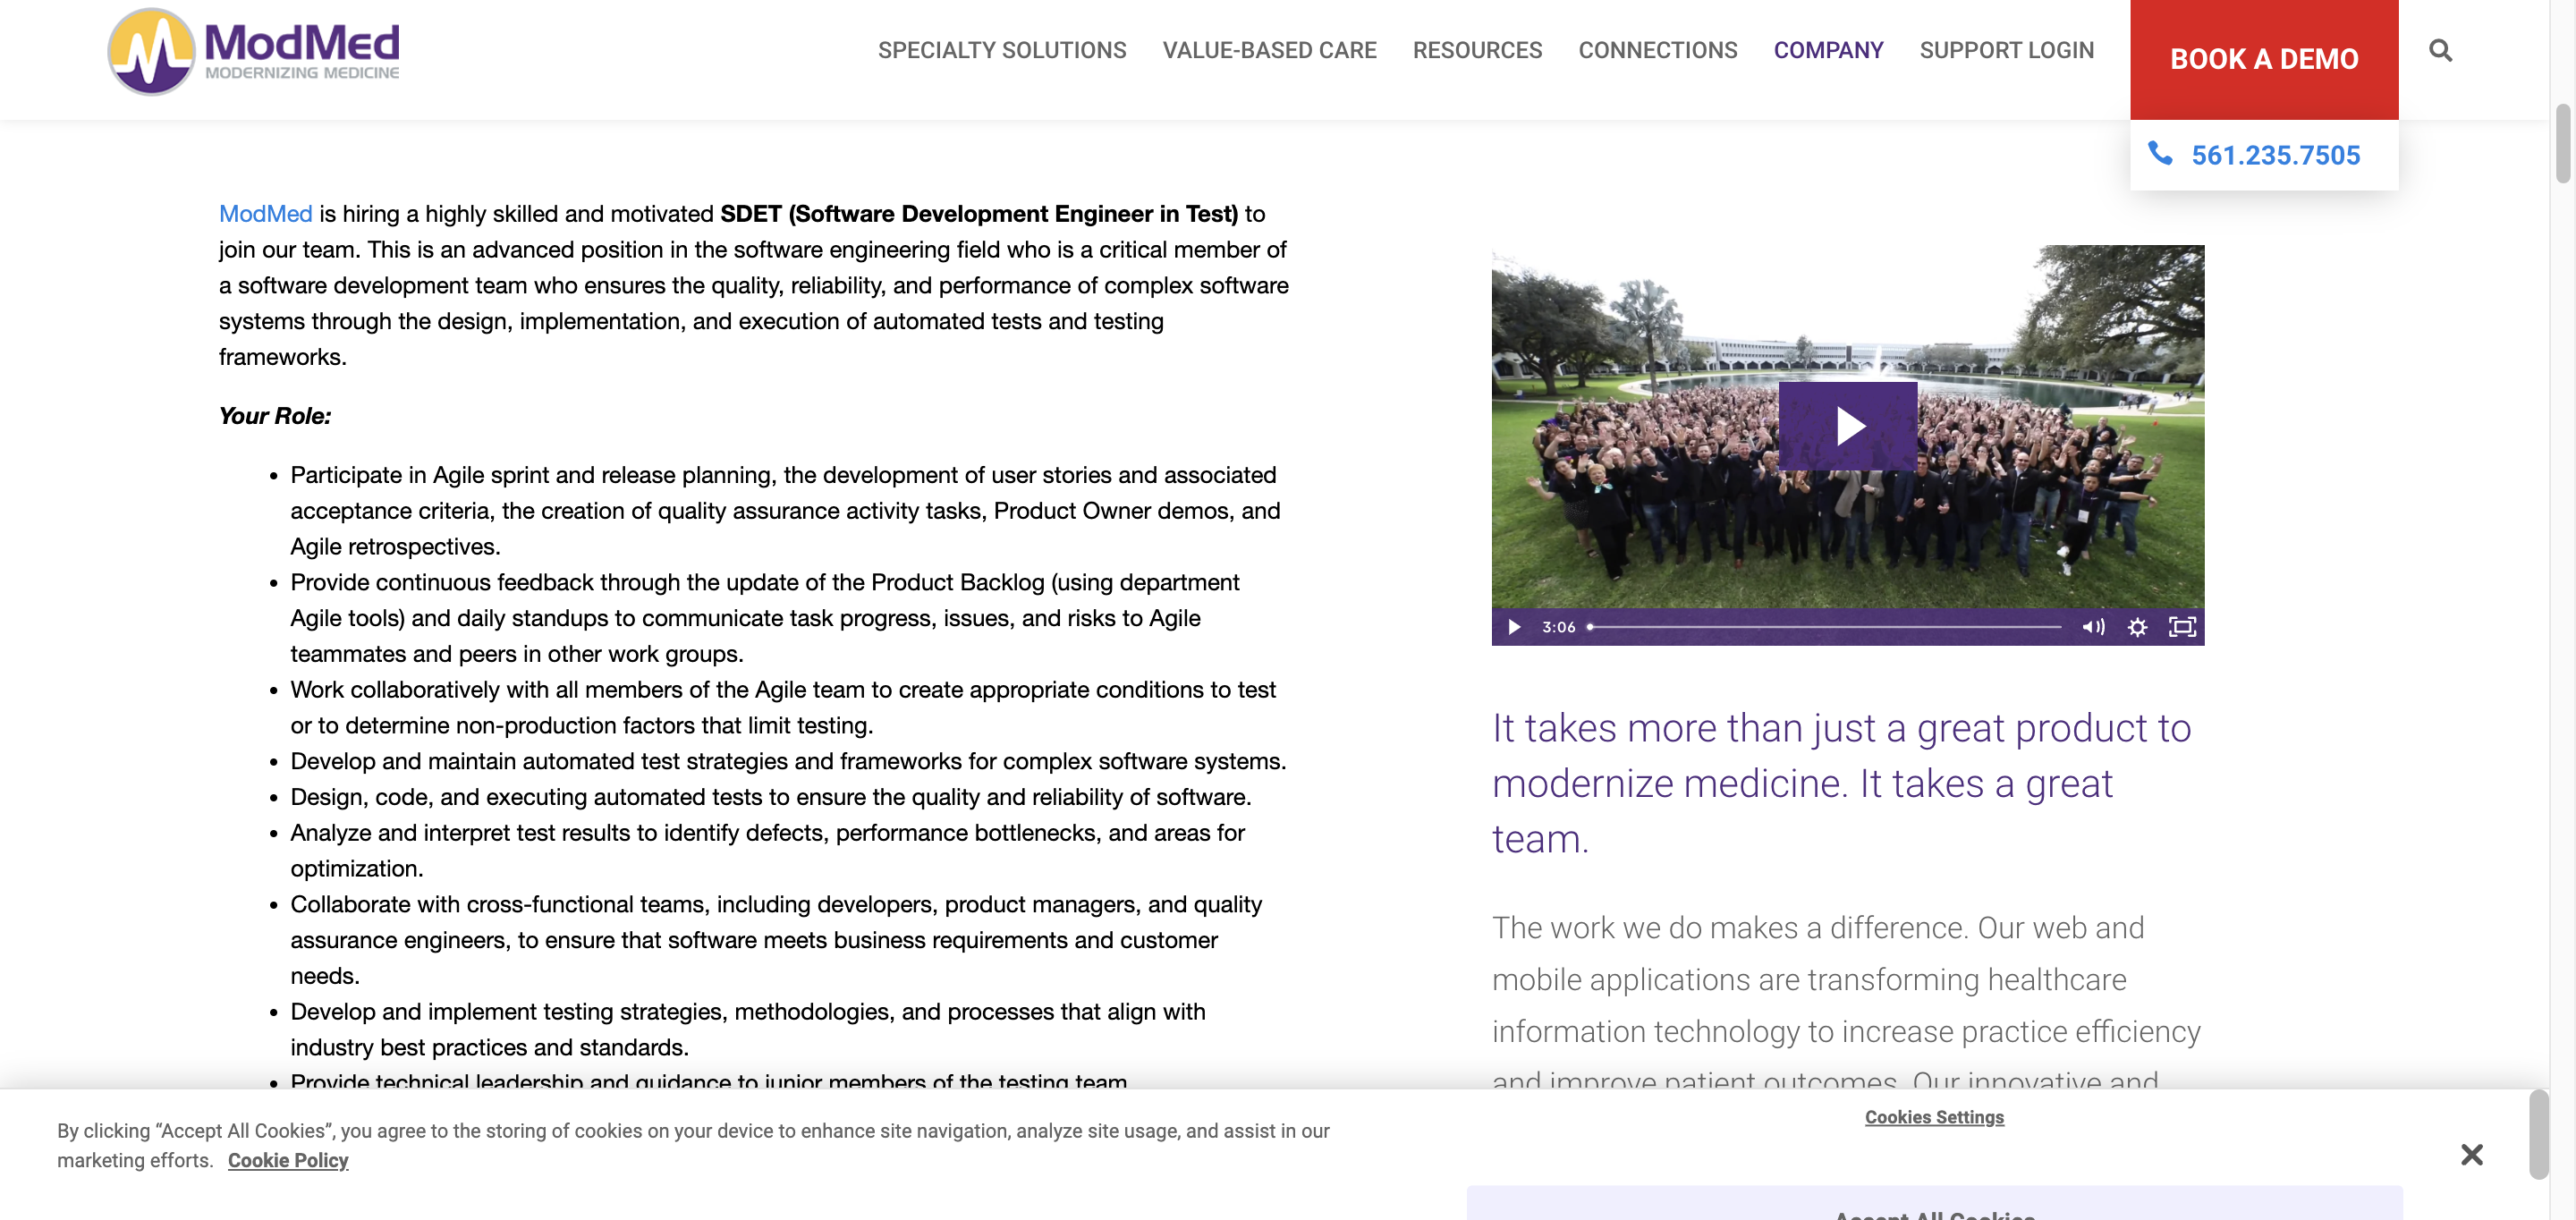 ModMed
MODERNIZING MEDICINE
SPECIALTY SOLUTIONS
VALUE-BASED CARE
RESOURCES
CONNECTIONS
COMPANY
SUPPORT LOGIN
BOOK A DEMO
561.235.7505
ModMed is hiring a highly skilled and motivated SDET (Software Development Engineer in Test) to
join our team. This is an advanced position in the software engineering field who is a critical member of
a software development team who ensures the quality, reliability, and performance of complex software
systems through the design, implementation, and execution of automated tests and testing
frameworks.
Your Role:
• Participate in Agile sprint and release planning, the development of user stories and associated
acceptance criteria, the creation of quality assurance activity tasks, Product Owner demos, and
Agile retrospectives.
• Provide continuous feedback through the update of the Product Backlog (using department
Agile tools) and daily standups to communicate task progress, issues, and risks to Agile
teammates and peers in other work groups.
• Work collaboratively with all members of the Agile team to create appropriate conditions to test
or to determine non-production factors that limit testing.
• Develop and maintain automated test strategies and frameworks for complex software systems.
• Design, code, and executing automated tests to ensure the quality and reliability of software.
• Analyze and interpret test results to identify defects, performance bottlenecks, and areas for
optimization.
• Collaborate with cross-functional teams, including developers, product managers, and quality
assurance engineers, to ensure that software meets business requirements and customer
needs.
• Develop and implement testing strategies, methodologies, and processes that align with
industry best practices and standards.
• Provide technical leadership and guidance to junior members of the testing team
3:06
It takes more than just a great product to
modernize medicine. It takes a great
team.
The work we do makes a difference. Our web and
mobile applications are transforming healthcare
information technology to increase practice efficiency
and improve patient outcomes. Our innovative and
By clicking “Accept All Cookies”, you agree to the storing of cookies on your device to enhance site navigation, analyze site usage, and assist in our
marketing efforts. Cookie Policy
Cookies Settings
Accept All Cookies